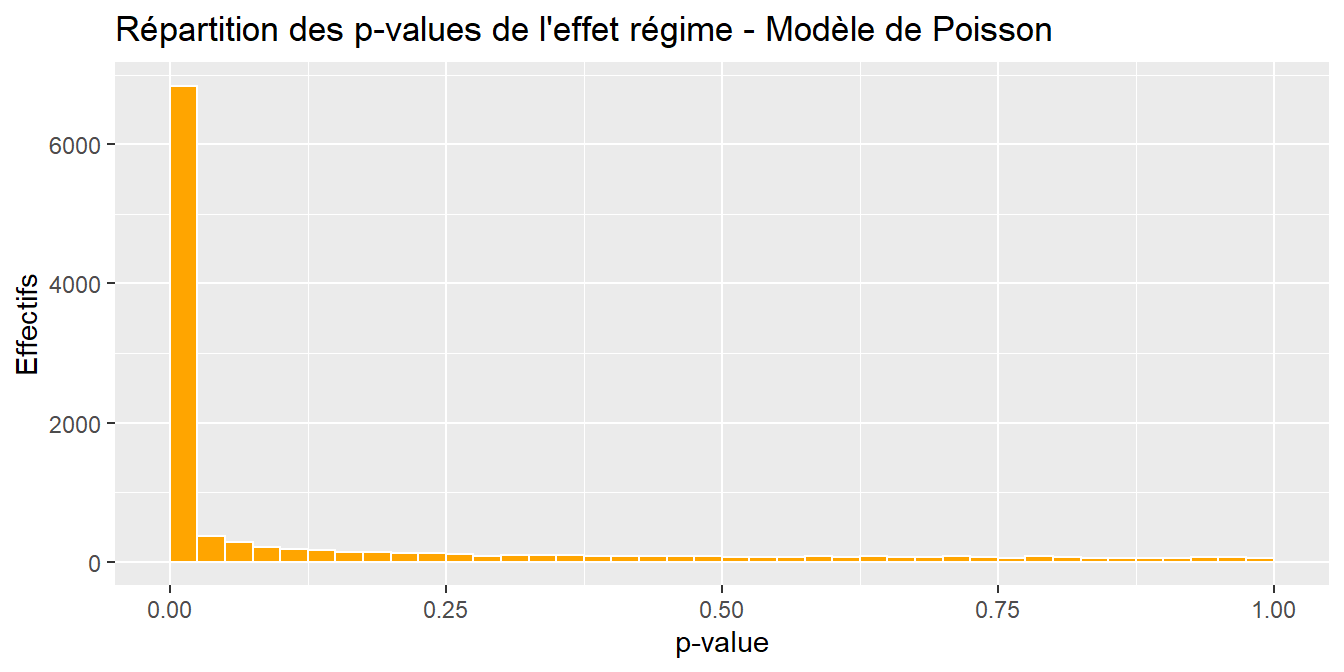 Répartition des p-values de l'effet régime - Modèle de Poisson
Effectifs
6000
4000
2000
0
0.00 0.25 0.50 0.75 1.00
p-value